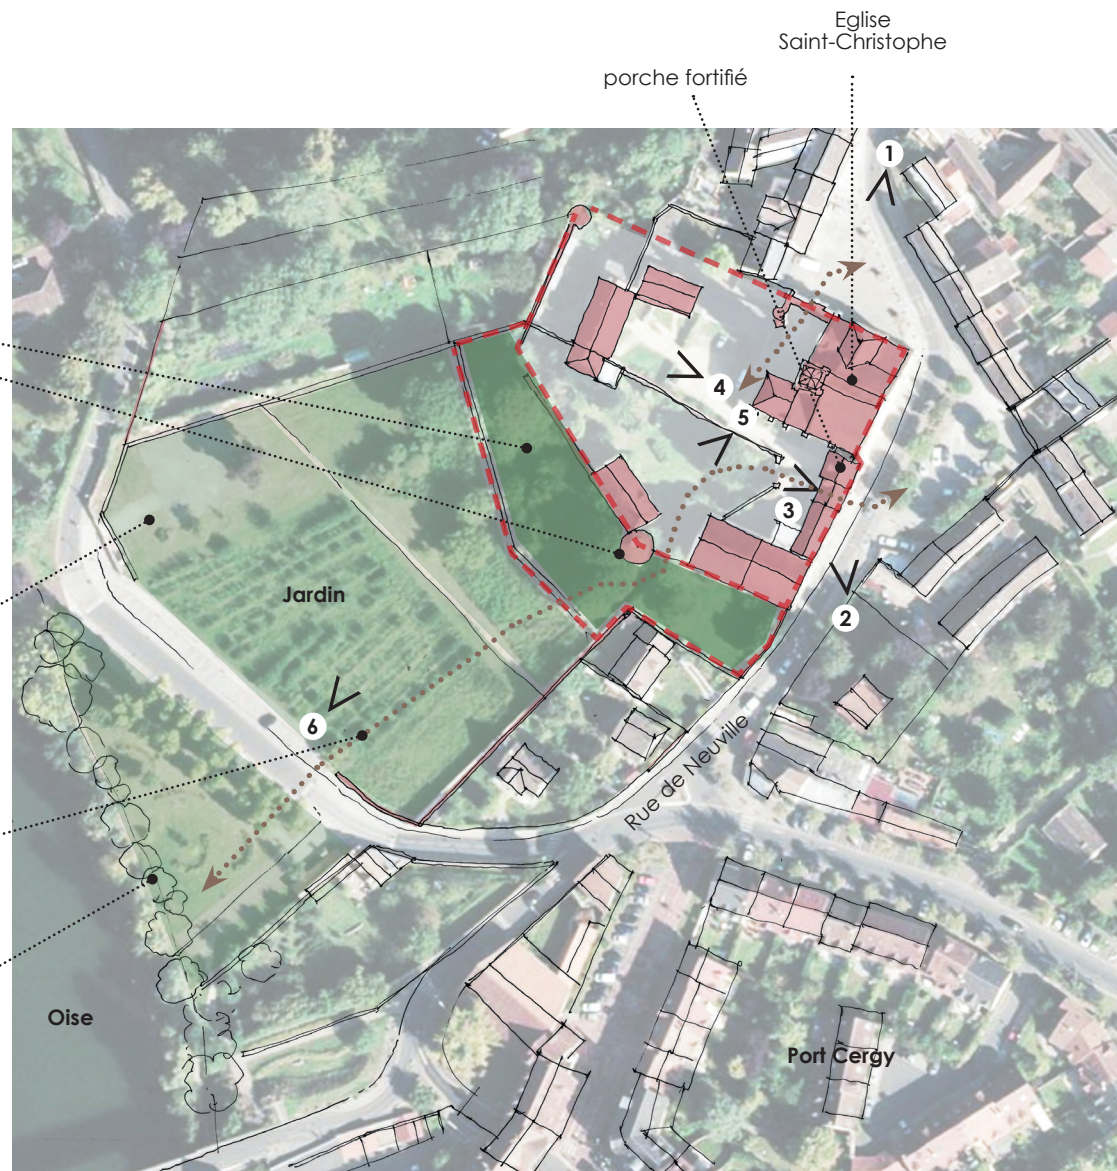 Eglise
Saint-Christophe
porche fortifié
1
4
5
3
2
Jardin
6
Rue de Neuville
Oise
Port Cergy